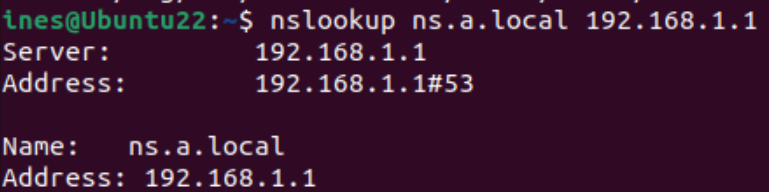 ines@Ubuntu22:~$ nslookup ns.a.local 192.168.1.1
Server:         192.168.1.1
Address:        192.168.1.1#53

Name:   ns.a.local
Address: 192.168.1.1